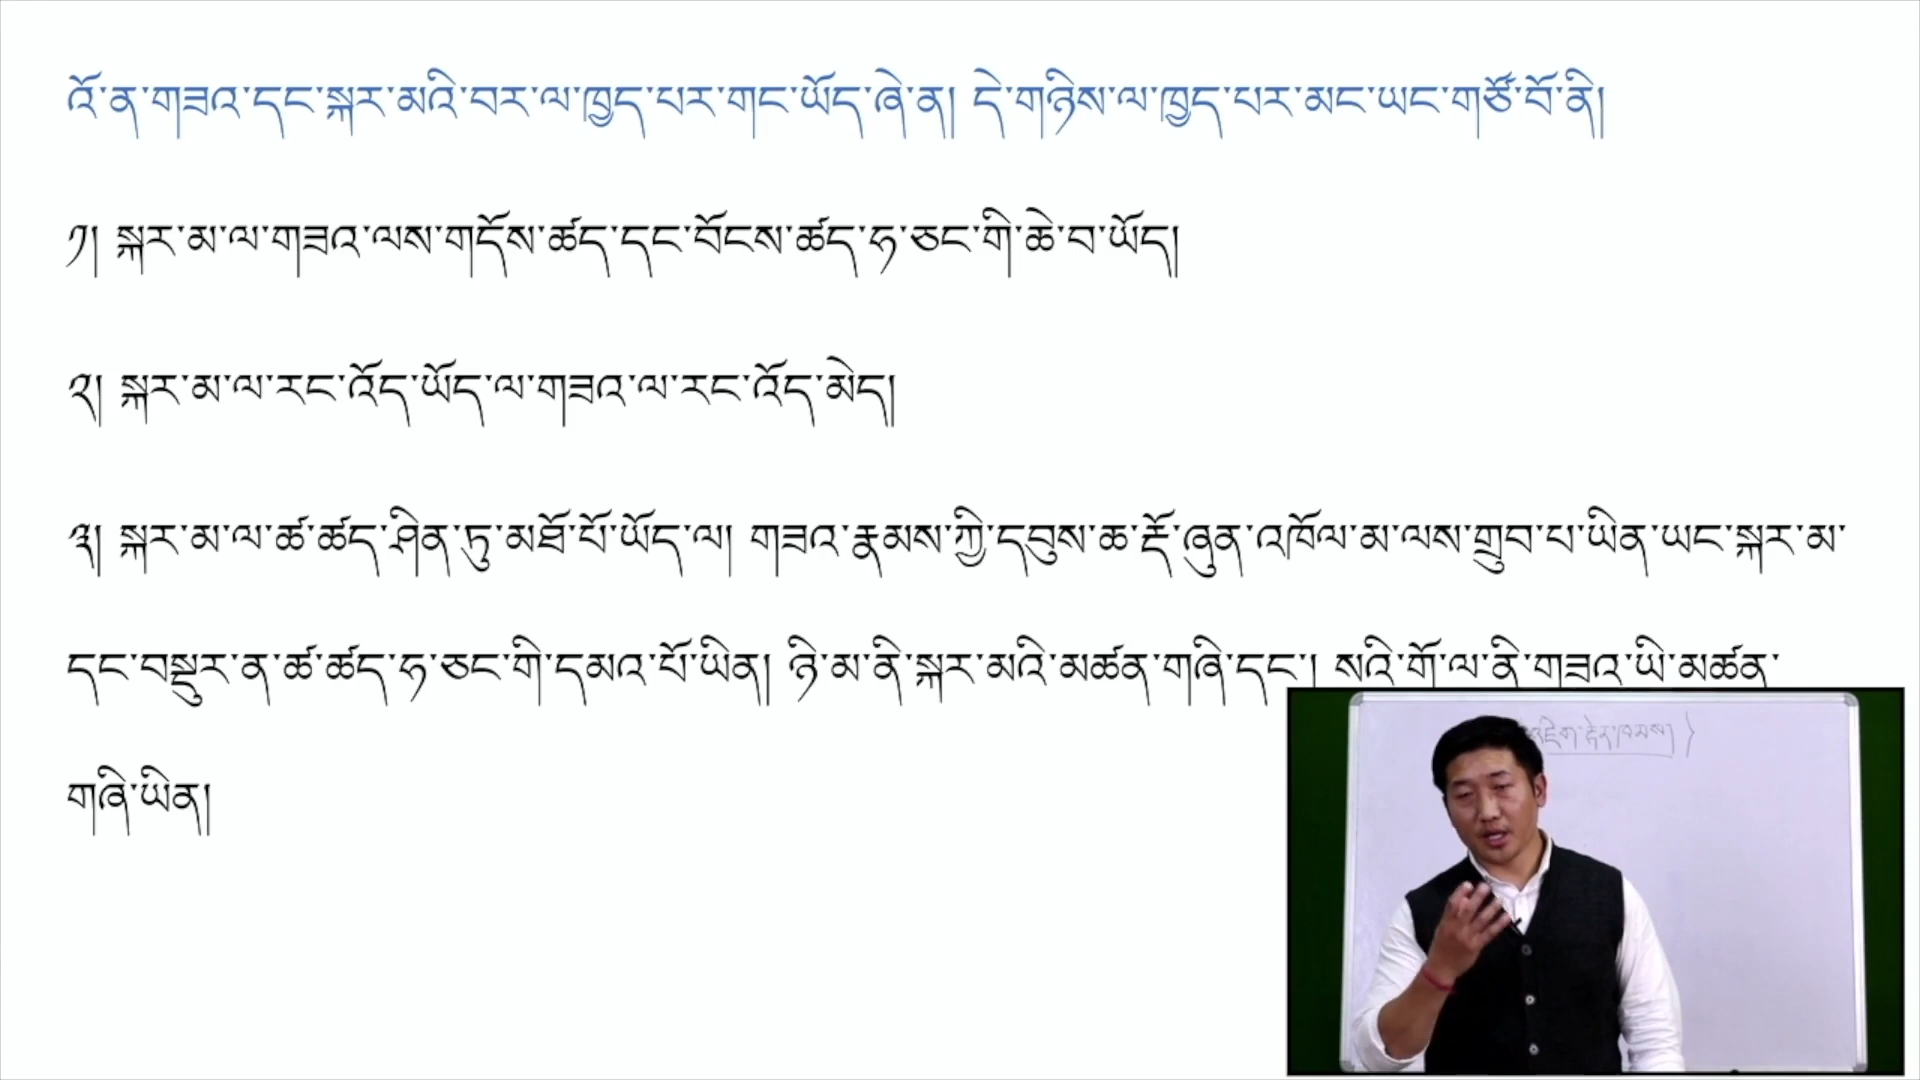 འོ་ན་གཟའ་དང་སྐར་མའི་བར་ལ་ཁྱད་པར་གང་ཡོད་ཞེ་ན། དེ་གཉིས་ལ་ཁྱད་པར་མང་ཡང་གཙོ་བོ་ནི།
༡། སྐར་མ་ལ་གཟའ་ལས་གདོས་ཚད་དང་བོངས་ཚད་ཧ་ཅང་གི་ཆེ་བ་ཡོད།
༢། སྐར་མ་ལ་རང་འོད་ཡོད་ལ་གཟའ་ལ་རང་འོད་མེད།
༣། སྐར་མ་ལ་ཚ་ཚད་ཤིན་ཏུ་མཐོ་པོ་ཡོད་ལ། གཟའ་རྣམས་ཀྱི་དབུས་ཆ་རྡོ་ཞུན་འཁོལ་མ་ལས་གྲུབ་པ་ཡིན་ཡང་སྐར་མ་
དང་བསྡུར་ན་ཚ་ཚད་ཧ་ཅང་གི་དམའ་པོ་ཡིན། ཉི་མ་ནི་སྐར་མའི་མཚན་གཞི་དང་། སའི་གོ་ལ་ནི་གཟའ་ཡི་མཚན་
གཞི་ཡིན།
འཇིག་རྟེན་ཁམས།